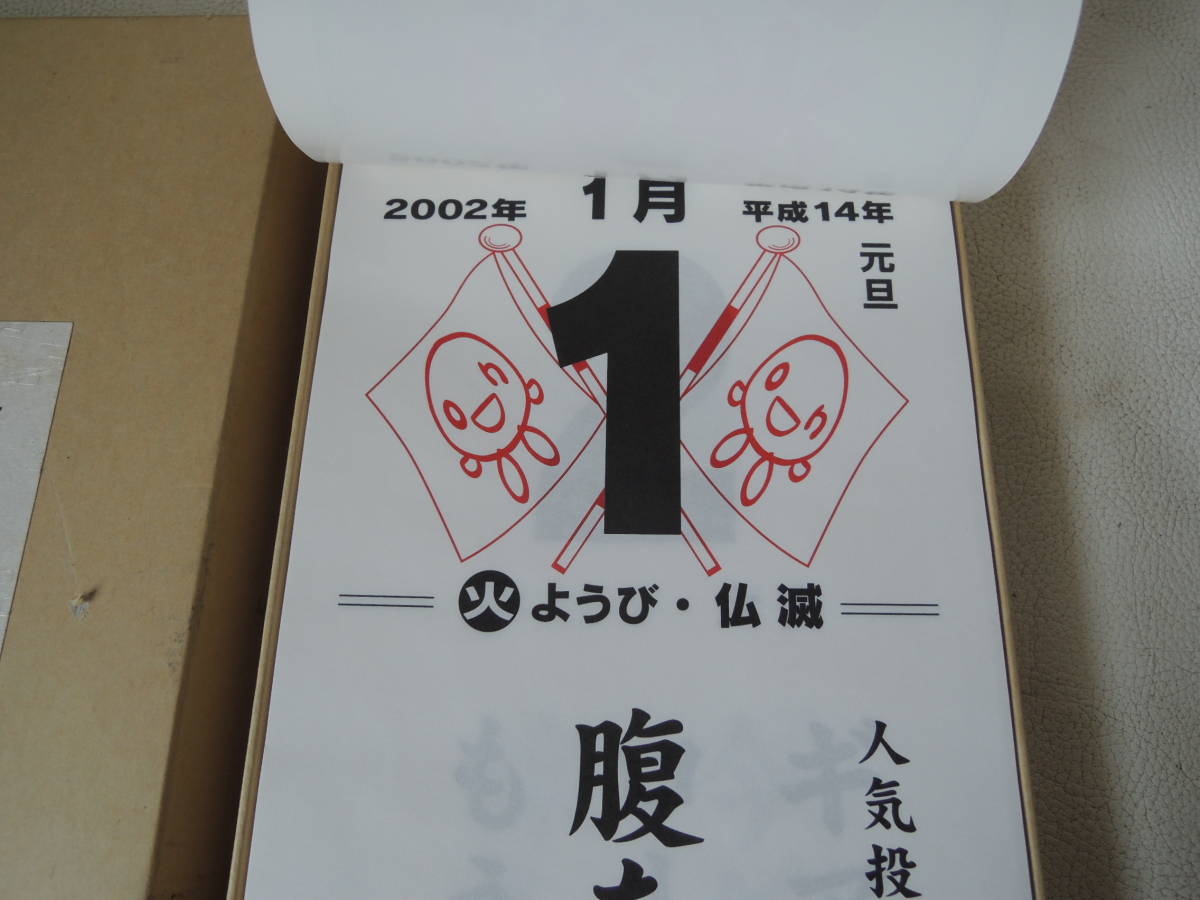 2002年
1月
平成14年
元旦
1
火ようび・仏滅
人気投
腹